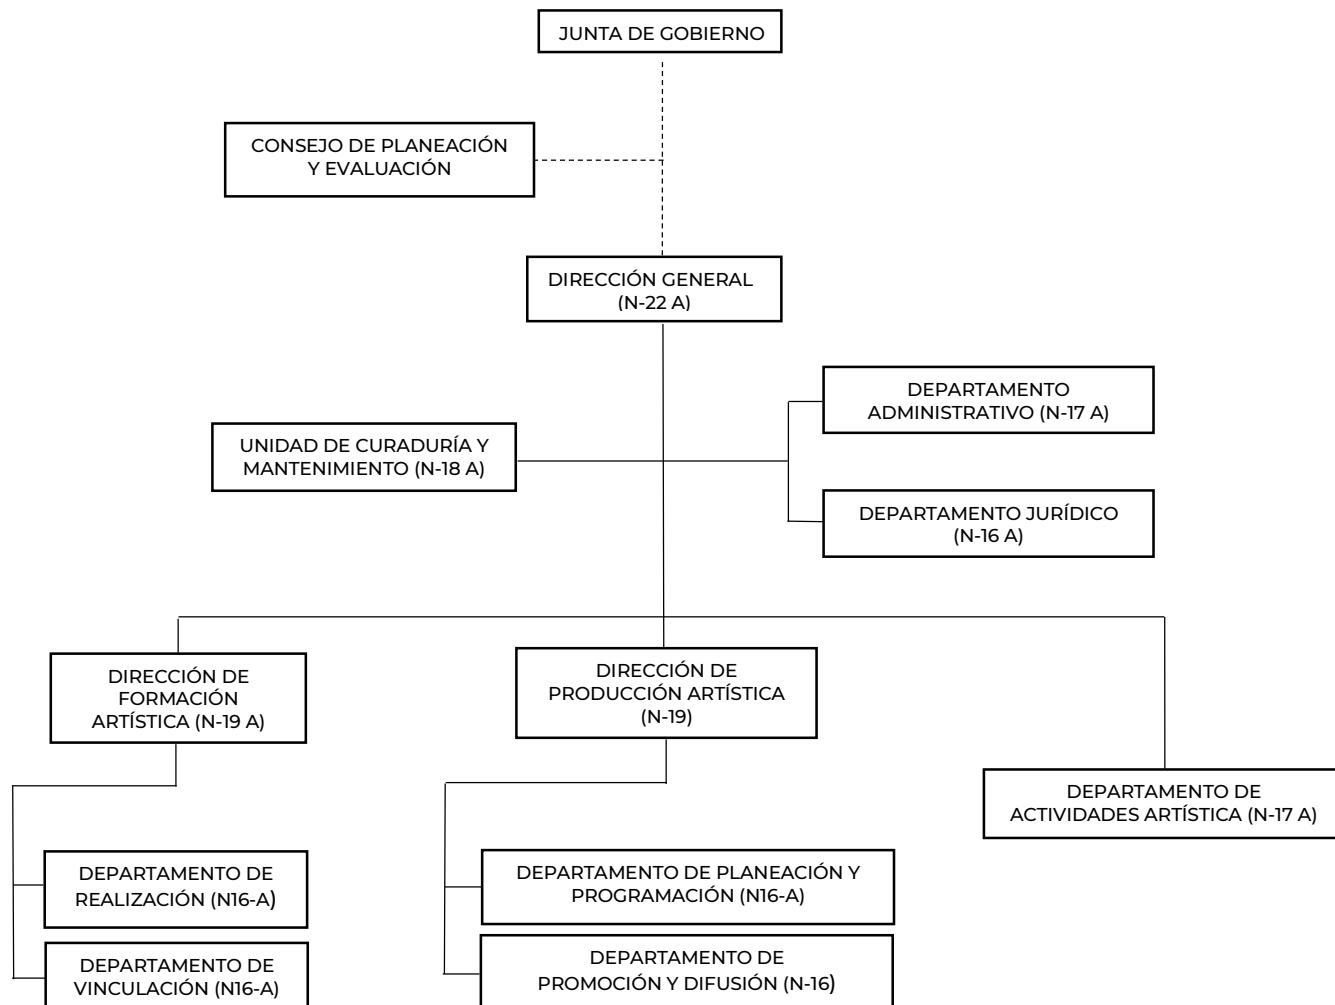 JUNTA DE GOBIERNO
CONSEJO DE PLANEACIÓN
Y EVALUACIÓN
DIRECCIÓN GENERAL
(N-22 A)
DEPARTAMENTO
ADMINISTRATIVO (N-17 A)
UNIDAD DE CURADURÍA Y
MANTENIMIENTO (N-18 A)
DEPARTAMENTO JURÍDICO
(N-16 A)
DIRECCIÓN DE
FORMACIÓN
ARTÍSTICA (N-19 A)
DIRECCIÓN DE
PRODUCCIÓN ARTÍSTICA
(N-19)
DEPARTAMENTO DE
ACTIVIDADES ARTÍSTICA (N-17 A)
DEPARTAMENTO DE
REALIZACIÓN (N16-A)
DEPARTAMENTO DE PLANEACIÓN Y
PROGRAMACIÓN (N16-A)
DEPARTAMENTO DE
VINCULACIÓN (N16-A)
DEPARTAMENTO DE
PROMOCIÓN Y DIFUSIÓN (N-16)